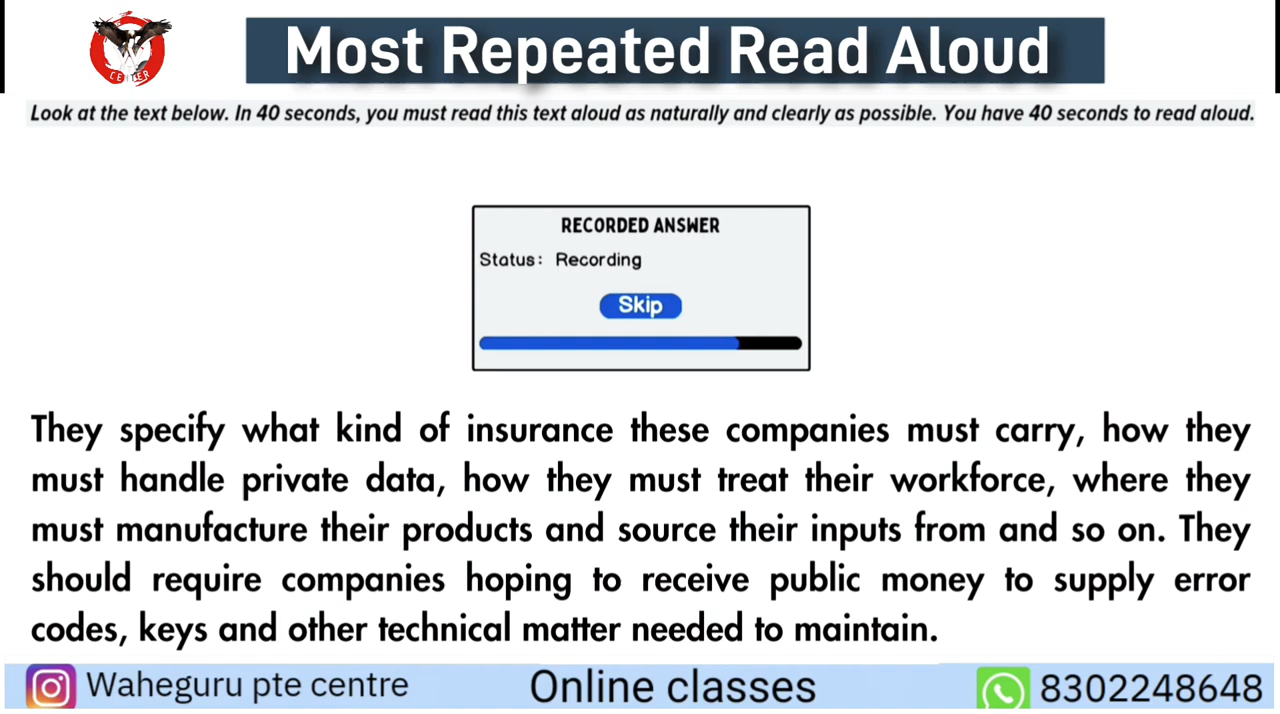 CENTER
Most Repeated Read Aloud
Look at the text below. In 40 seconds, you must read this text aloud as naturally and clearly as possible. You have 40 seconds to read aloud.
RECORDED ANSWER
Status: Recording
Skip
They specify what kind of insurance these companies must carry, how they
must handle private data, how they must treat their workforce, where they
must manufacture their products and source their inputs from and so on. They
should require companies hoping to receive public money to supply error
codes, keys and other technical matter needed to maintain.
Waheguru pte centre
Online classes
8302248648